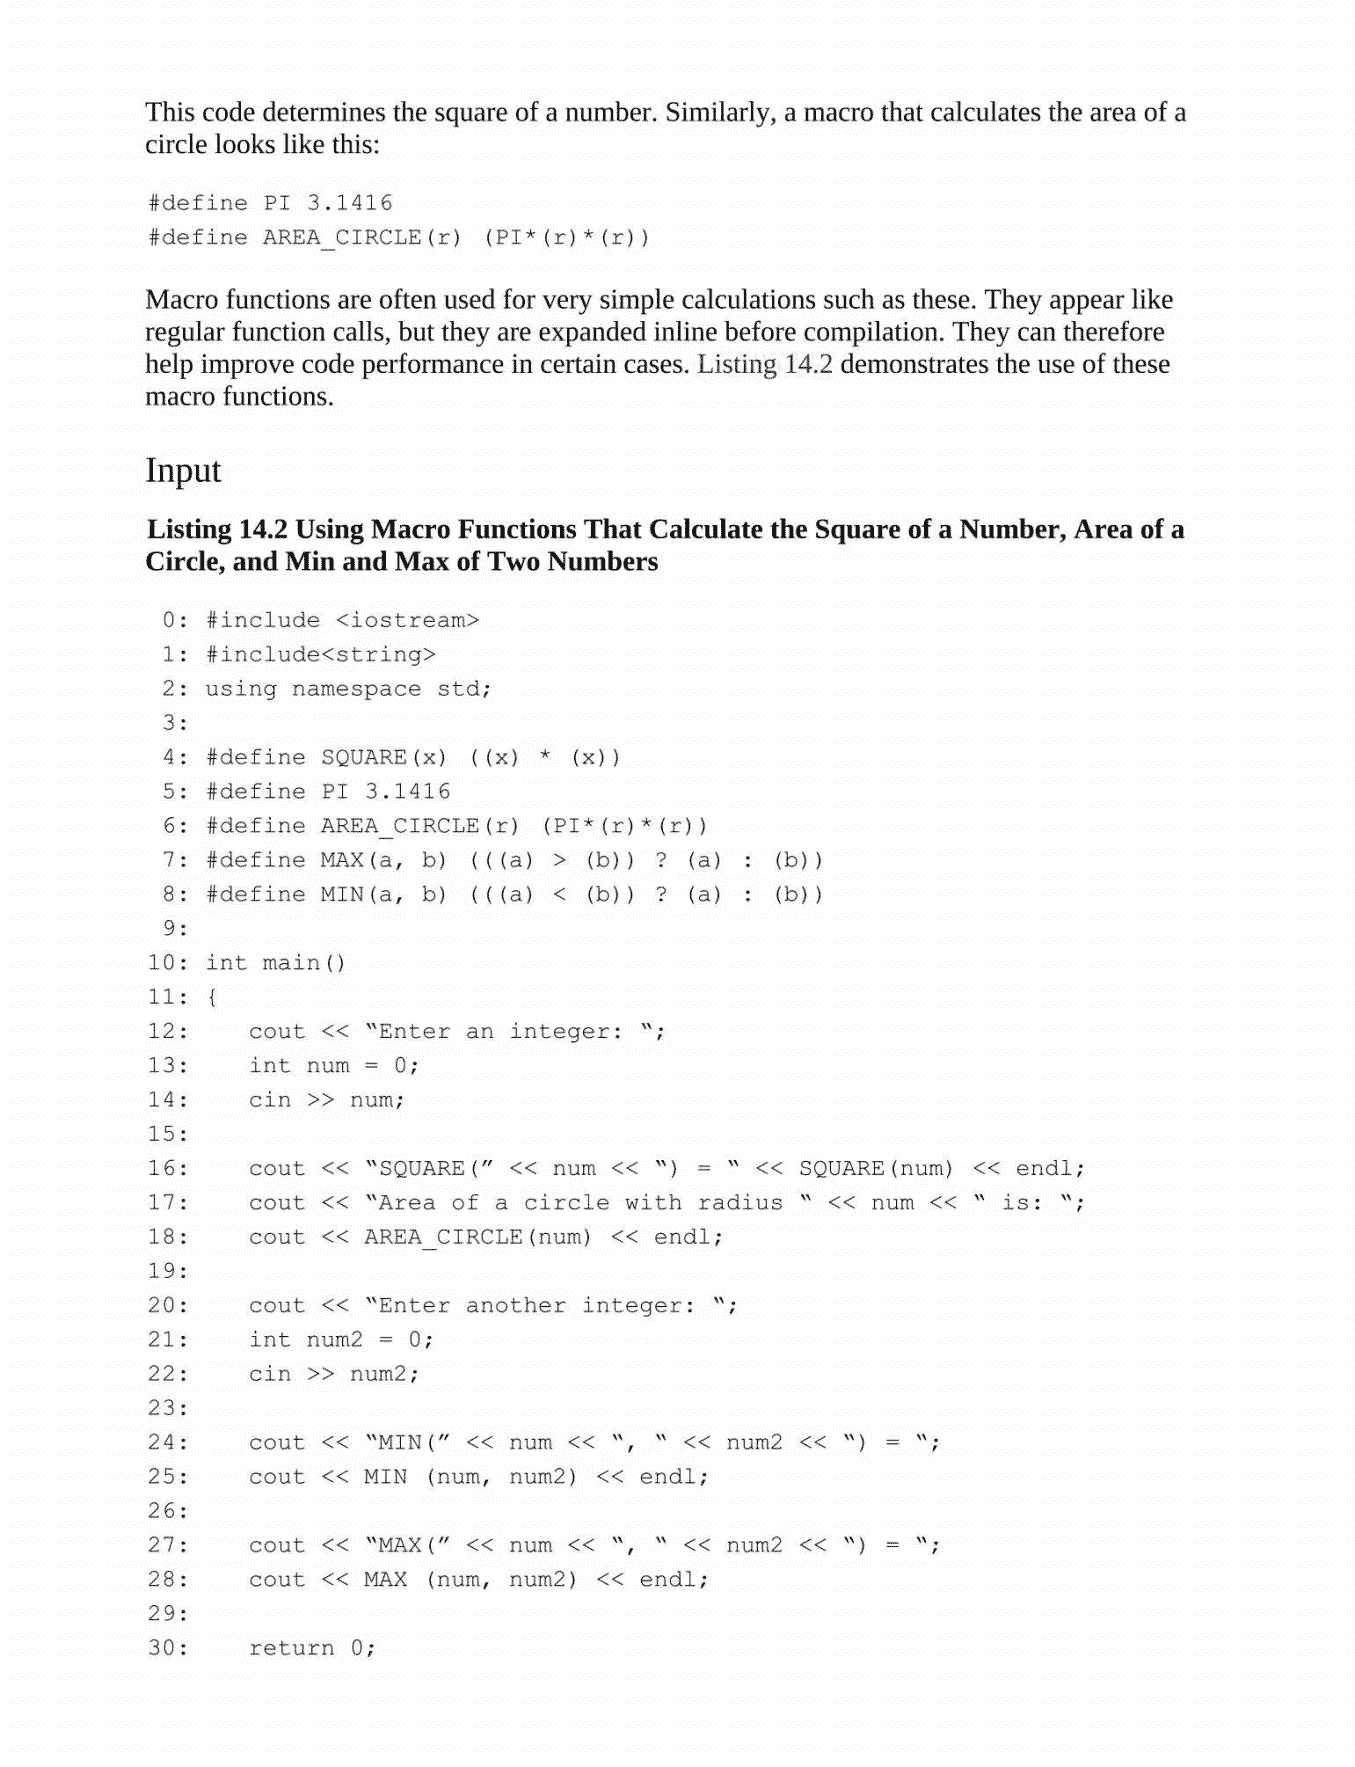 This code determines the square of a number. Similarly, a macro that calculates the area of a
circle looks like this:
#define PI 3.1416
#define AREA_CIRCLE(r) (PI*(r)*(r))
Macro functions are often used for very simple calculations such as these. They appear like
regular function calls, but they are expanded inline before compilation. They can therefore
help improve code performance in certain cases. Listing 14.2 demonstrates the use of these
macro functions.
Input
Listing 14.2 Using Macro Functions That Calculate the Square of a Number, Area of a
Circle, and Min and Max of Two Numbers
0: #include <iostream>
1: #include<string>
2: using namespace std;
3:
4: #define SQUARE(x) ((x) * (x))
5: #define PI 3.1416
6: #define AREA_CIRCLE(r) (PI*(r)*(r))
7: #define MAX(a, b) (((a) > (b)) ? (a) : (b))
8: #define MIN(a, b) (((a) < (b)) ? (a) : (b))
9:
10: int main()
11: {
12:    cout << “Enter an integer: “;
13:    int num = 0;
14:    cin >> num;
15:
16:    cout << “SQUARE(” << num << “) = “ << SQUARE(num) << endl;
17:    cout << “Area of a circle with radius “ << num << “ is: “;
18:    cout << AREA_CIRCLE(num) << endl;
19:
20:    cout << “Enter another integer: “;
21:    int num2 = 0;
22:    cin >> num2;
23:
24:    cout << “MIN(” << num << “, “ << num2 << “) = “;
25:    cout << MIN (num, num2) << endl;
26:
27:    cout << “MAX(” << num << “, “ << num2 << “) = “;
28:    cout << MAX (num, num2) << endl;
29:
30:    return 0;